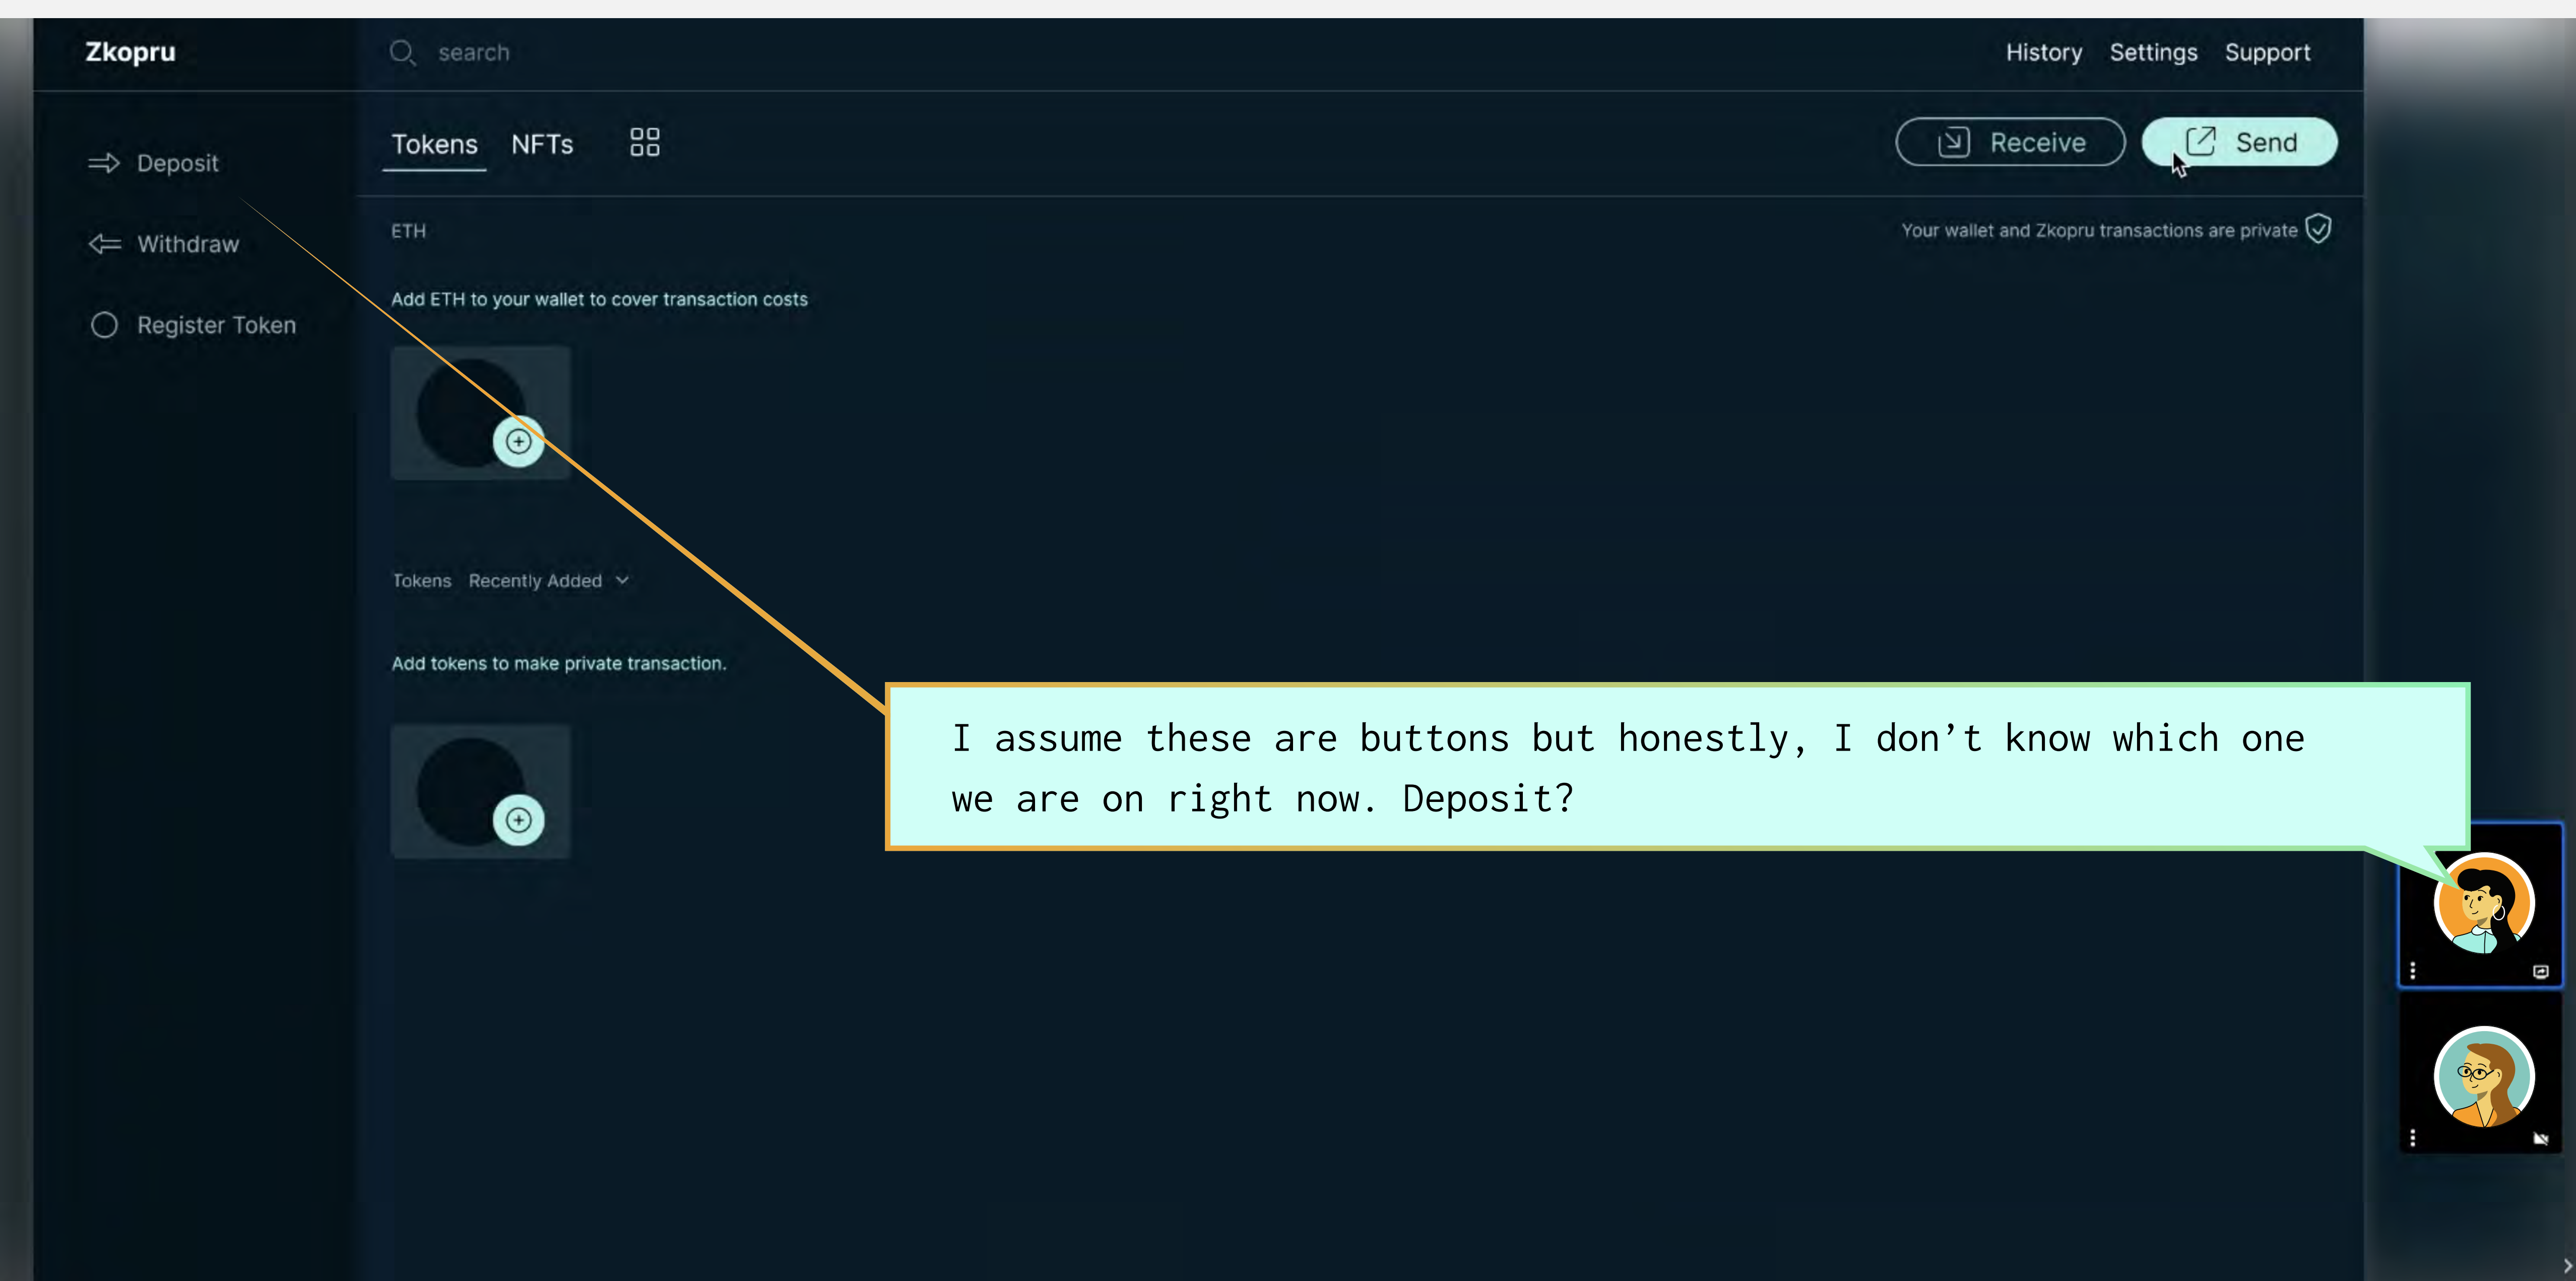 Zkopru
search
History Settings Support
Deposit
Withdraw
Register Token
Tokens NFTs
Receive
Send
ETH
Your wallet and Zkopru transactions are private
Add ETH to your wallet to cover transaction costs
Tokens Recently Added
Add tokens to make private transaction.
I assume these are buttons but honestly, I don’t know which one
we are on right now. Deposit?